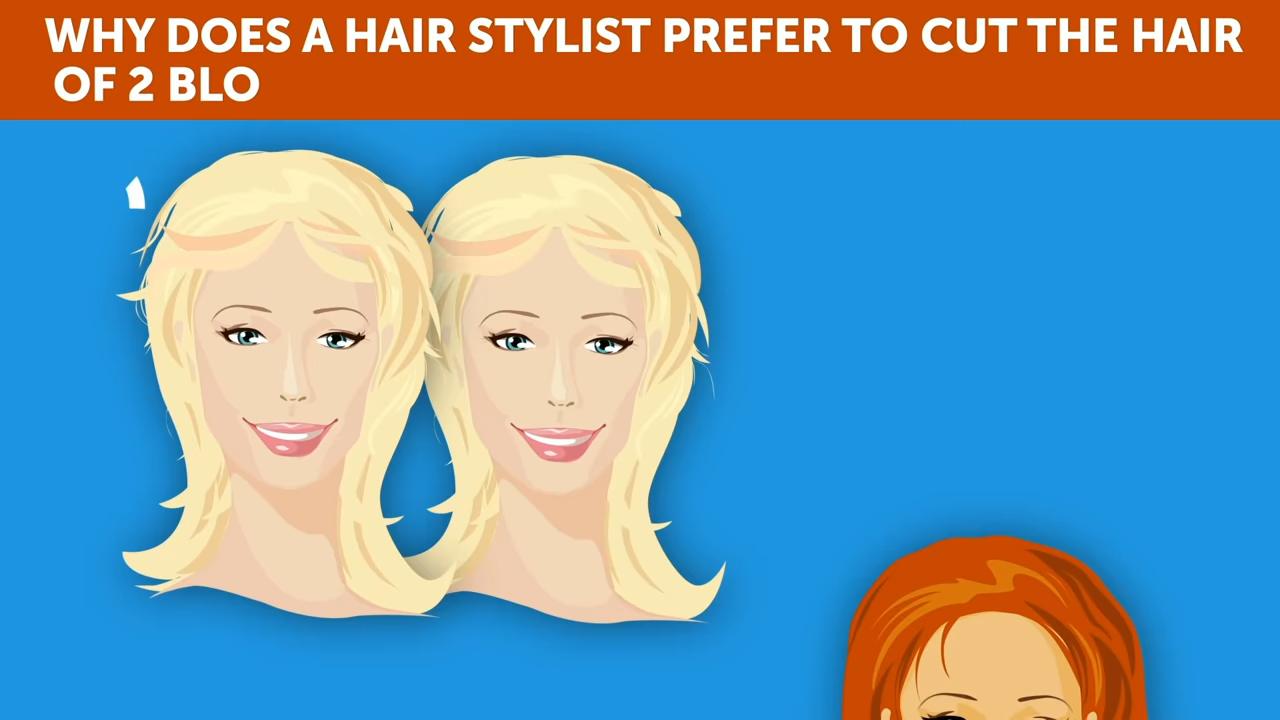 WHY DOES A HAIR STYLIST PREFER TO CUT THE HAIR
OF 2 BLO